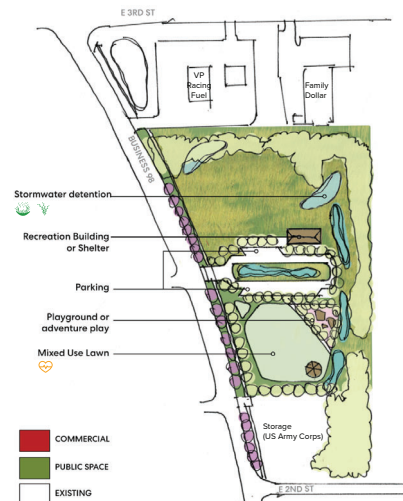 E 3RD ST
VP
Racing
Fuel
Family
Dollar
BUSINESS 98
Stormwater detention
Recreation Building
or Shelter
Parking
Playground or
adventure play
Mixed Use Lawn
Storage
(US Army Corps)
COMMERCIAL
PUBLIC SPACE
EXISTING
E 2ND ST